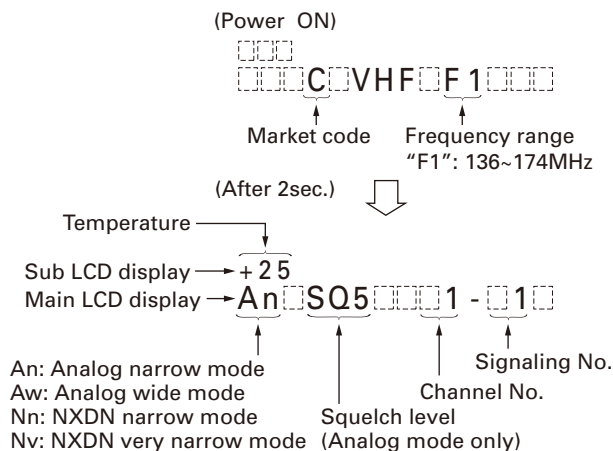 (Power ON)
C VHF F1
Market code
Frequency range
“F1”: 136~174MHz
(After 2sec.)
Temperature
Sub LCD display
+25
Main LCD display
An SQ5 1 - 1
An: Analog narrow mode
Aw: Analog wide mode
Nn: NXDN narrow mode
Nv: NXDN very narrow mode
Squelch level
(Analog mode only)
Channel No.
Signaling No.